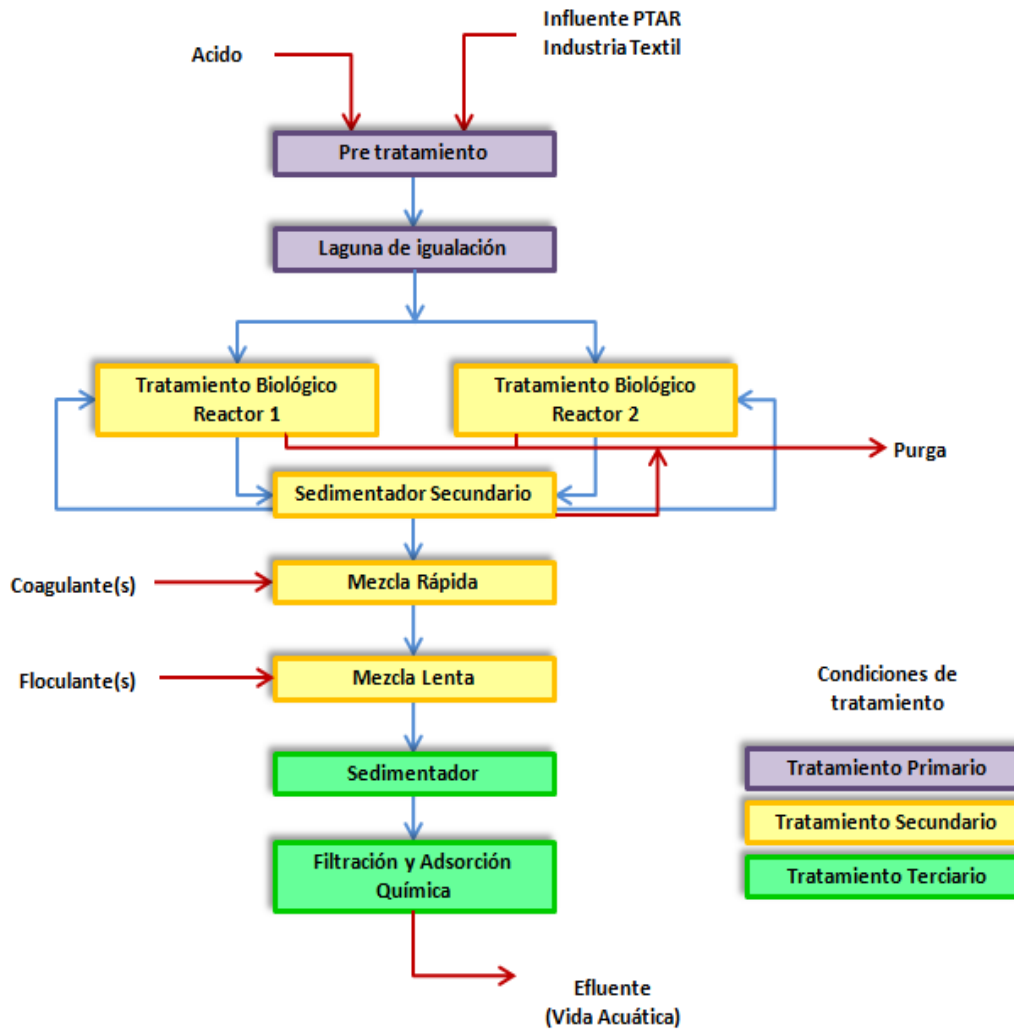 Influente PTAR
Industria Textil
Acido
Pre tratamiento
Laguna de igualación
Tratamiento Biológico
Reactor 1
Tratamiento Biológico
Reactor 2
Purga
Sedimentador Secundario
Coagulante(s)
Mezcla Rápida
Floculante(s)
Mezcla Lenta
Condiciones de
tratamiento
Sedimentador
Tratamiento Primario
Tratamiento Secundario
Filtración y Adsorción
Química
Tratamiento Terciario
Efluente
(Vida Acuática)